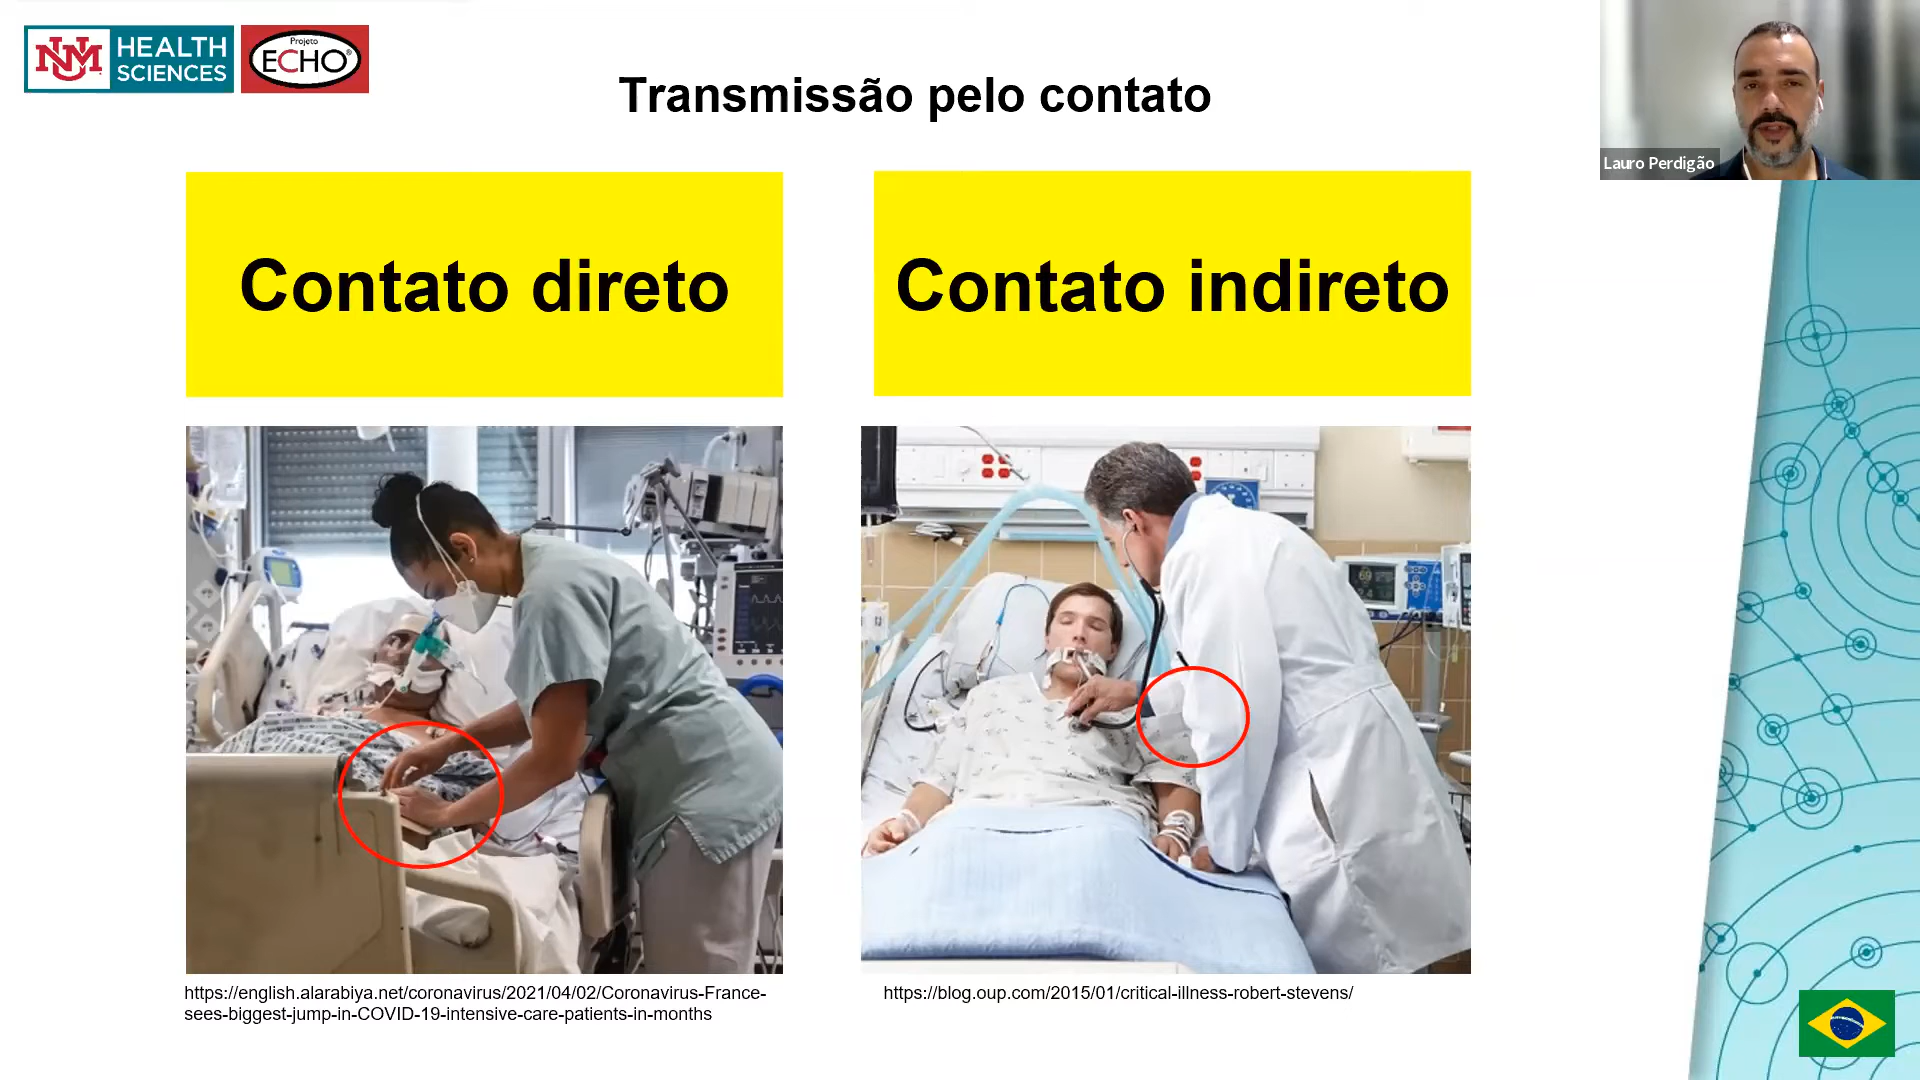 NM HEALTH
SCIENCES
Projeto
ECHO®
Transmissão pelo contato
Lauro Perdigão
Contato direto
Contato indireto
https://english.alarabiya.net/coronavirus/2021/04/02/Coronavirus-France-
sees-biggest-jump-in-COVID-19-intensive-care-patients-in-months
https://blog.oup.com/2015/01/critical-illness-robert-stevens/